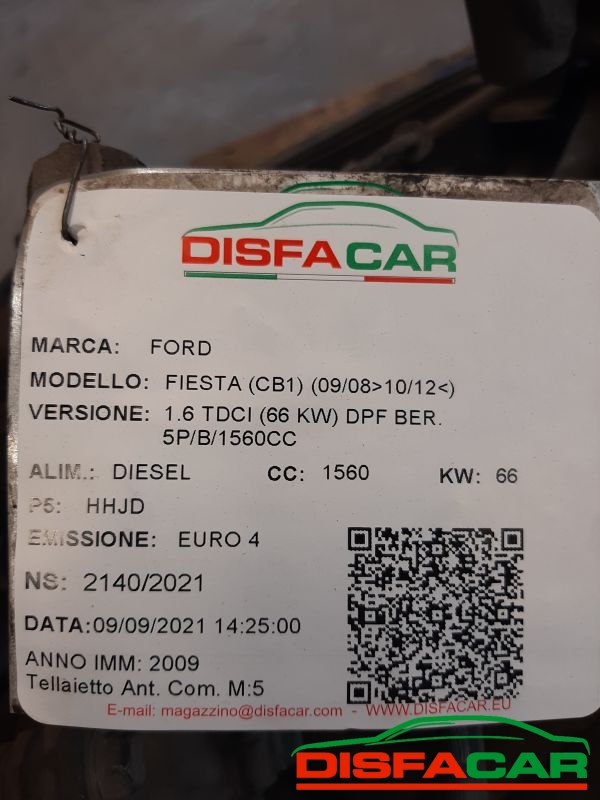 DISFACAR
MARCA: FORD
MODELLO: FIESTA (CB1) (09/08>10/12<)
VERSIONE: 1.6 TDCI (66 KW) DPF BER.
5P/B/1560CC
ALIM.: DIESEL CC: 1560 KW: 66
P5: HHJD
EMISSIONE: EURO 4
NS: 2140/2021
DATA:09/09/2021 14:25:00
ANNO IMM: 2009
Tellaietto Ant. Com. M:5
E-mail: magazzino@disfacar.com - WWW.DISFACAR.EU
DISFACAR